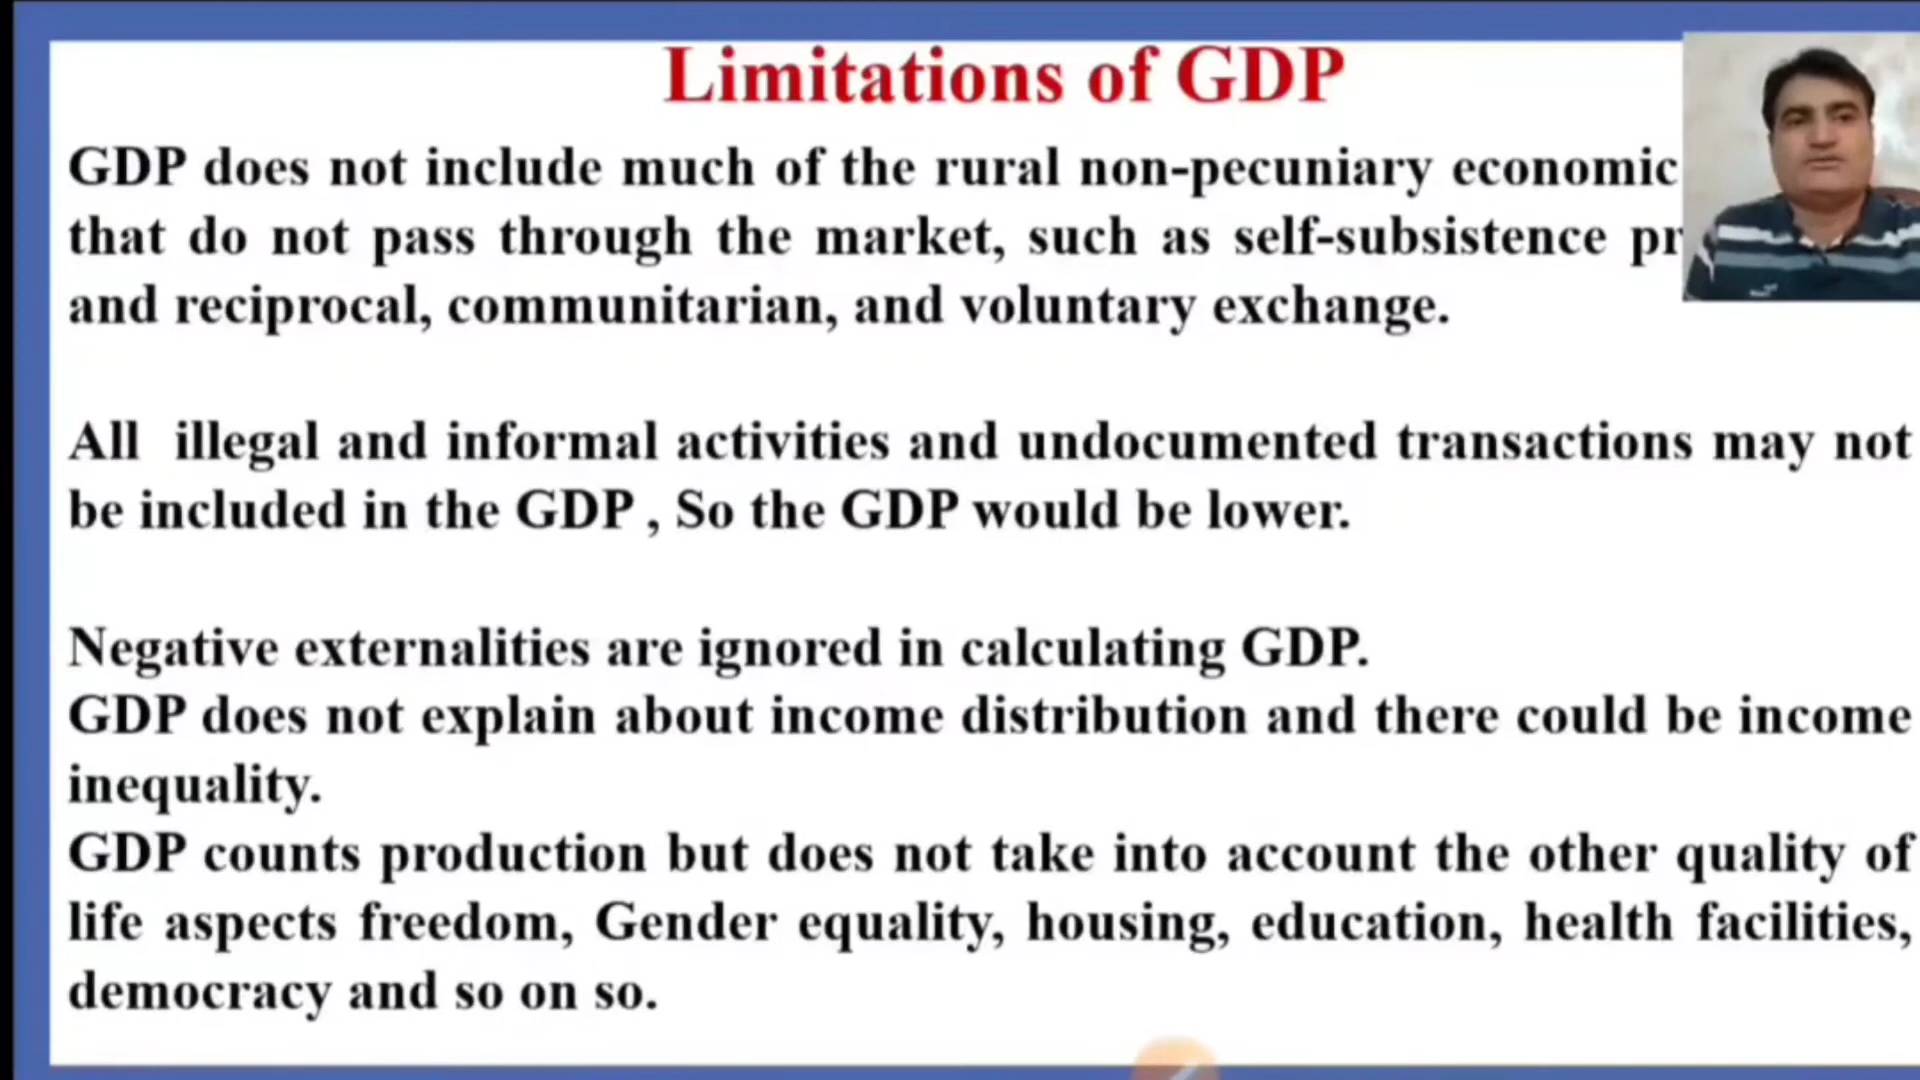 Limitations of GDP
GDP does not include much of the rural non-pecuniary economic
that do not pass through the market, such as self-subsistence
and reciprocal, communitarian, and voluntary exchange.
All illegal and informal activities and undocumented transactions may not
be included in the GDP , So the GDP would be lower.
Negative externalities are ignored in calculating GDP.
GDP does not explain about income distribution and there could be income
inequality.
GDP counts production but does not take into account the other quality of
life aspects freedom, Gender equality, housing, education, health facilities,
democracy and so on so.